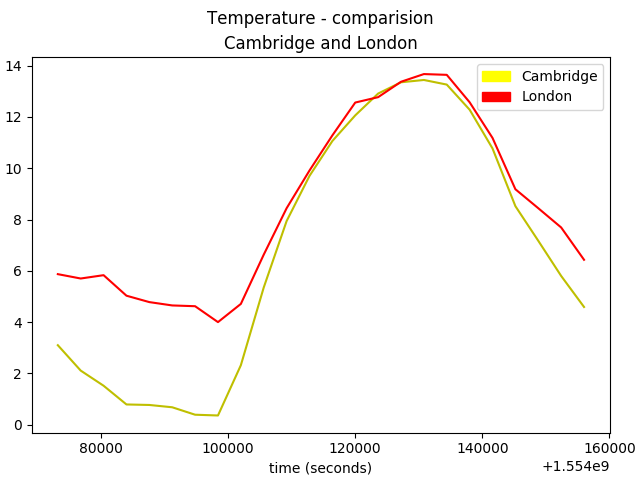 Temperature - comparision
Cambridge and London
Cambridge
London
14
12
10
8
6
4
2
0
80000 100000 120000 140000 160000
time (seconds)
+1.554e9